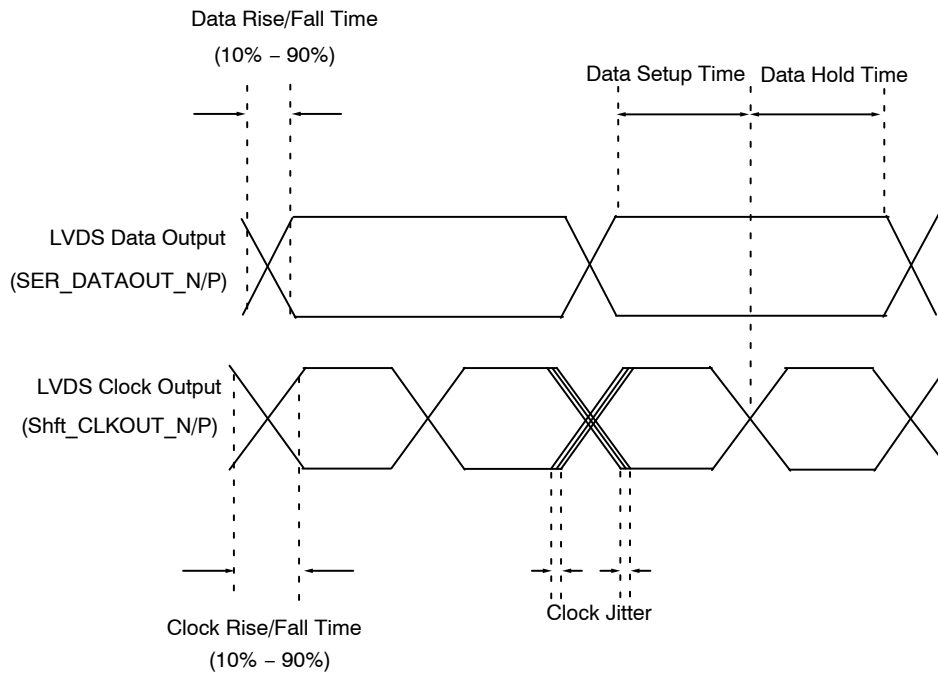 Data Rise/Fall Time
(10% – 90%)
Data Setup Time
Data Hold Time
LVDS Data Output
(SER_DATAOUT_N/P)
LVDS Clock Output
(Shft_CLKOUT_N/P)
Clock Jitter
Clock Rise/Fall Time
(10% – 90%)